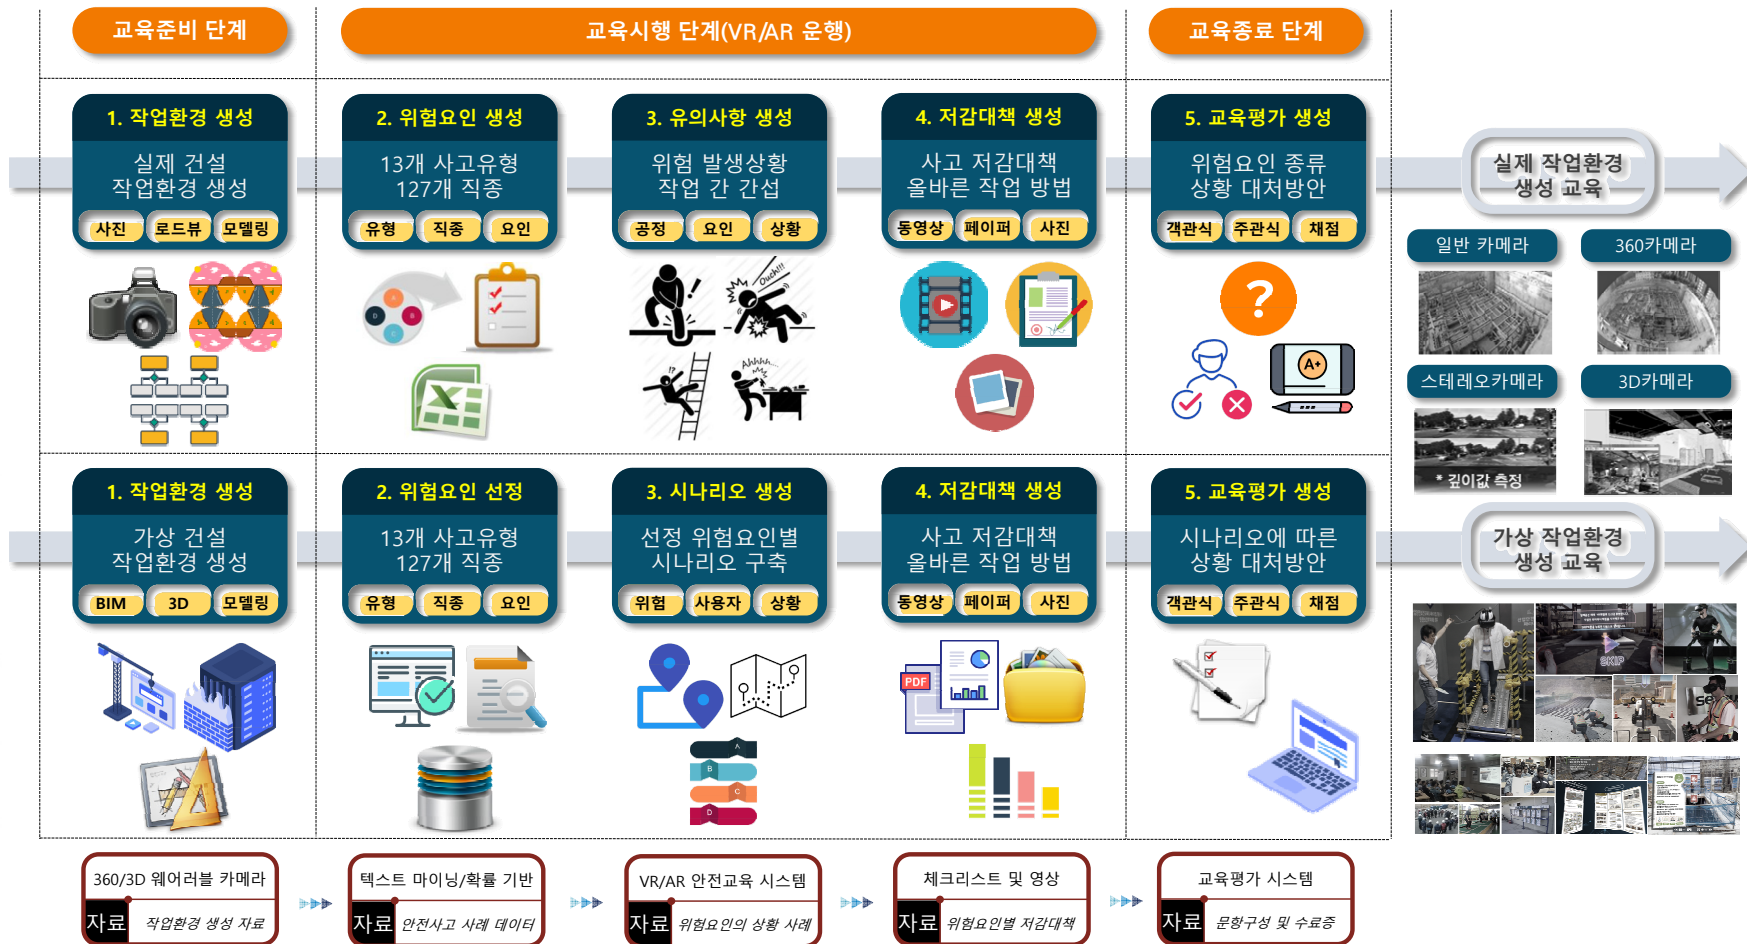 교육준비 단계
교육시행 단계(VR/AR 운행)
교육종료 단계
1. 작업환경 생성
실제 건설
작업환경 생성
사진 로드뷰 모델링
2. 위험요인 생성
13개 사고유형
127개 직종
유형 직종 요인
3. 유의사항 생성
위험 발생상황
작업 간 간섭
공정 요인 상황
4. 저감대책 생성
사고 저감대책
올바른 작업 방법
동영상 페이퍼 사진
5. 교육평가 생성
위험요인 종류
상황 대처방안
객관식 주관식 채점
실제 작업환경
생성 교육
일반 카메라
360카메라
스테레오카메라
3D카메라
* 깊이값 측정
A
D B
C
Ouch!!!
!?
Ahhhh...
?
A+
1. 작업환경 생성
가상 건설
작업환경 생성
BIM 3D 모델링
2. 위험요인 선정
13개 사고유형
127개 직종
유형 직종 요인
3. 시나리오 생성
선정 위험요인별
시나리오 구축
위험 사용자 상황
4. 저감대책 생성
사고 저감대책
올바른 작업 방법
동영상 페이퍼 사진
5. 교육평가 생성
시나리오에 따른
상황 대처방안
객관식 주관식 채점
가상 작업환경
생성 교육
PDF
A
B
C
D
SKIP
360/3D 웨어러블 카메라
자료 작업환경 생성 자료
텍스트 마이닝/확률 기반
자료 안전사고 사례 데이터
VR/AR 안전교육 시스템
자료 위험요인의 상황 사례
체크리스트 및 영상
자료 위험요인별 저감대책
교육평가 시스템
자료 문항구성 및 수료증